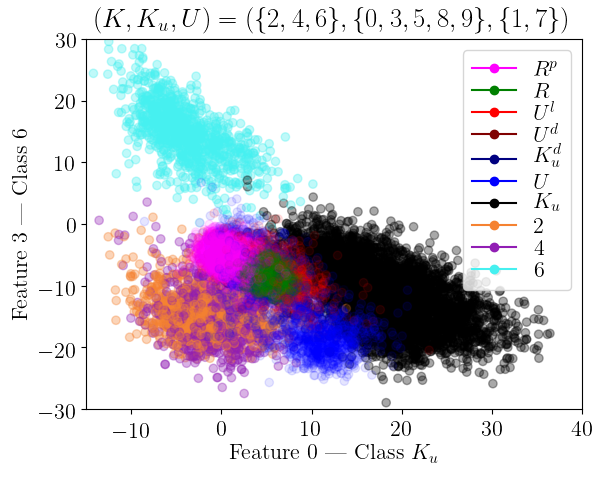 (K, K_u, U) = ({2, 4, 6}, {0, 3, 5, 8, 9}, {1, 7})
30
20
10
0
−10
−20
−30
Feature 3 — Class 6
R^p
R
U^l
U^d
K_u^d
U
K_u
2
4
6
−10
0
10
20
30
40
Feature 0 — Class K_u